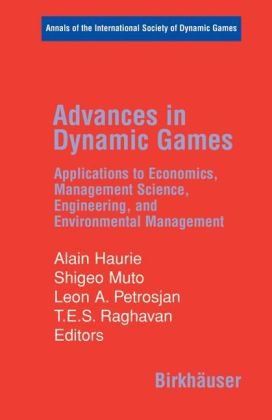 Annals of the International Society of Dynamic Games
Advances in
Dynamic Games
Applications to Economics,
Management Science,
Engineering, and
Environmental Management
Alain Haurie
Shigeo Muto
Leon A. Petrosjan
T.E.S. Raghavan
Editors
Birkhäuser